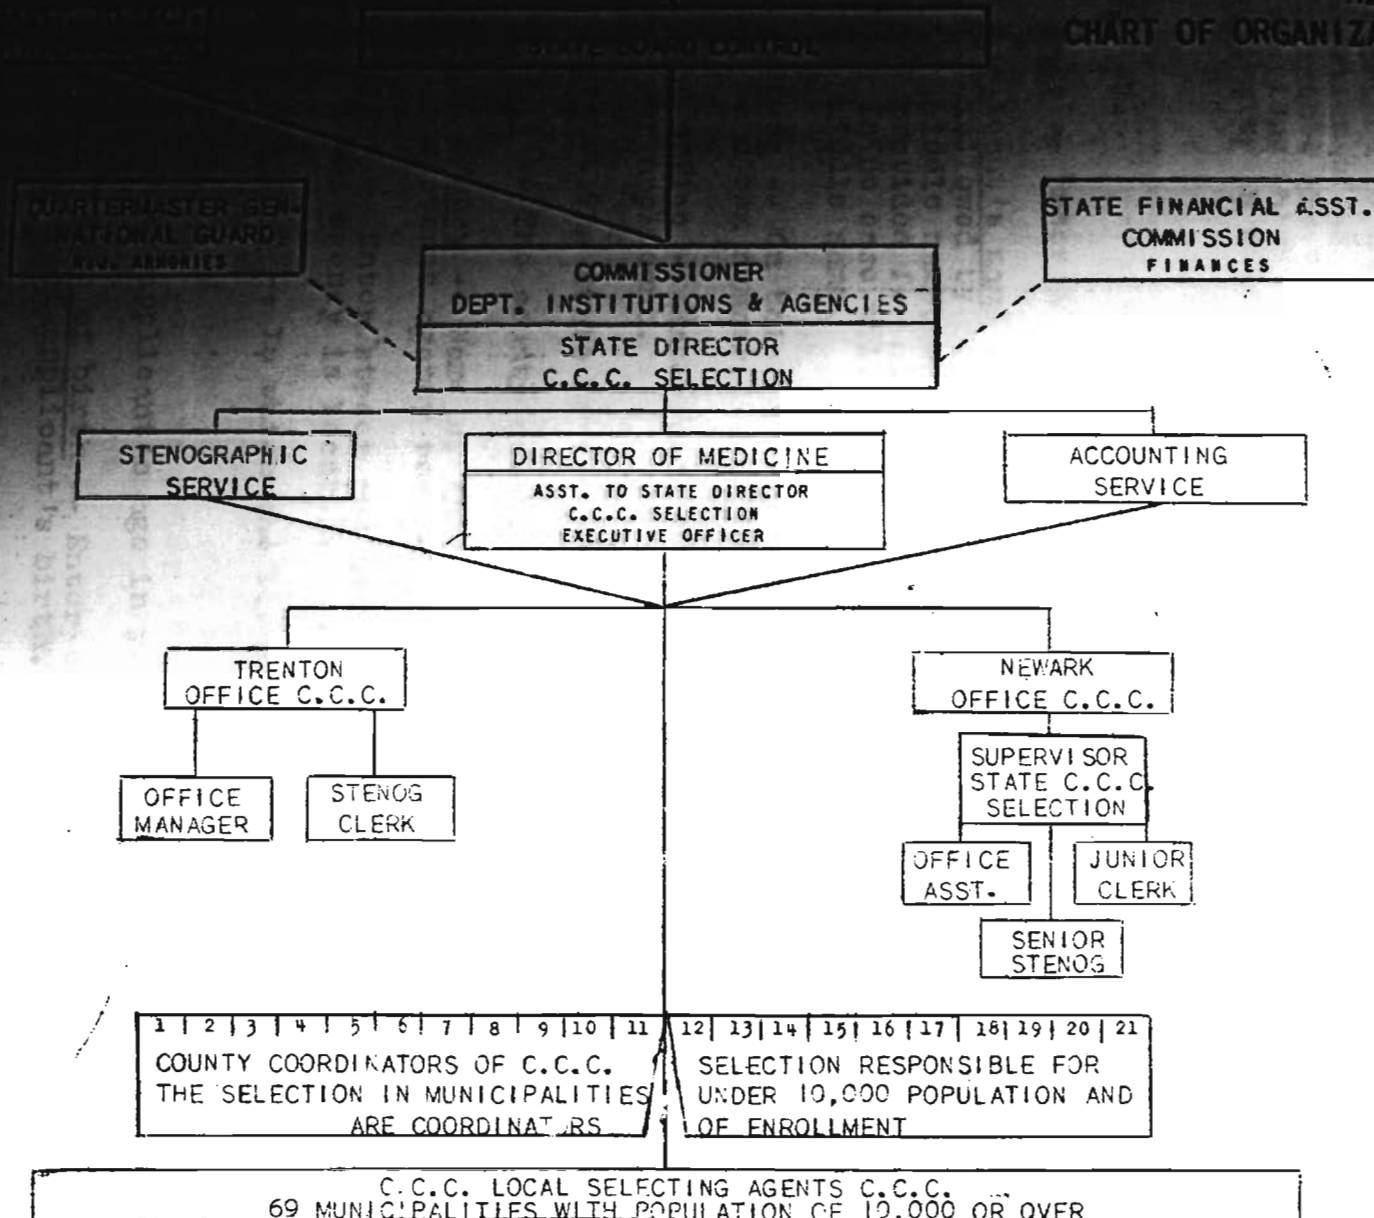 STATE BOARD CONTROL
CHART OF
QUARTERMASTER GEN.
NATIONAL GUARD
ARMORIES
STATE FINANCIAL ASST.
COMMISSION
FINANCES
COMMISSIONER
DEPT. INSTITUTIONS & AGENCIES
STATE DIRECTOR
C.C.C. SELECTION
STENOGRAPHIC
SERVICE
DIRECTOR OF MEDICINE
ASST. TO STATE DIRECTOR
C.C.C. SELECTION
EXECUTIVE OFFICER
ACCOUNTING
SERVICE
TRENTON
OFFICE C.C.C.
NEWARK
OFFICE C.C.C.
OFFICE
MANAGER
STENOG
CLERK
SUPERVISOR
STATE C.C.C.
SELECTION
OFFICE
ASST.
JUNIOR
CLERK
SENIOR
STENOG
1 2 3 4 5 6 7 8 9 10 11 12 13 14 15 16 17 18 19 20 21
COUNTY COORDINATORS OF C.C.C. SELECTION RESPONSIBLE FOR
THE SELECTION IN MUNICIPALITIES UNDER 10,000 POPULATION AND
ARE COORDINATORS OF ENROLLMENT
C.C.C. LOCAL SELECTING AGENTS C.C.C.
69 MUNICIPALITIES WITH POPULATION OF 10,000 OR OVER